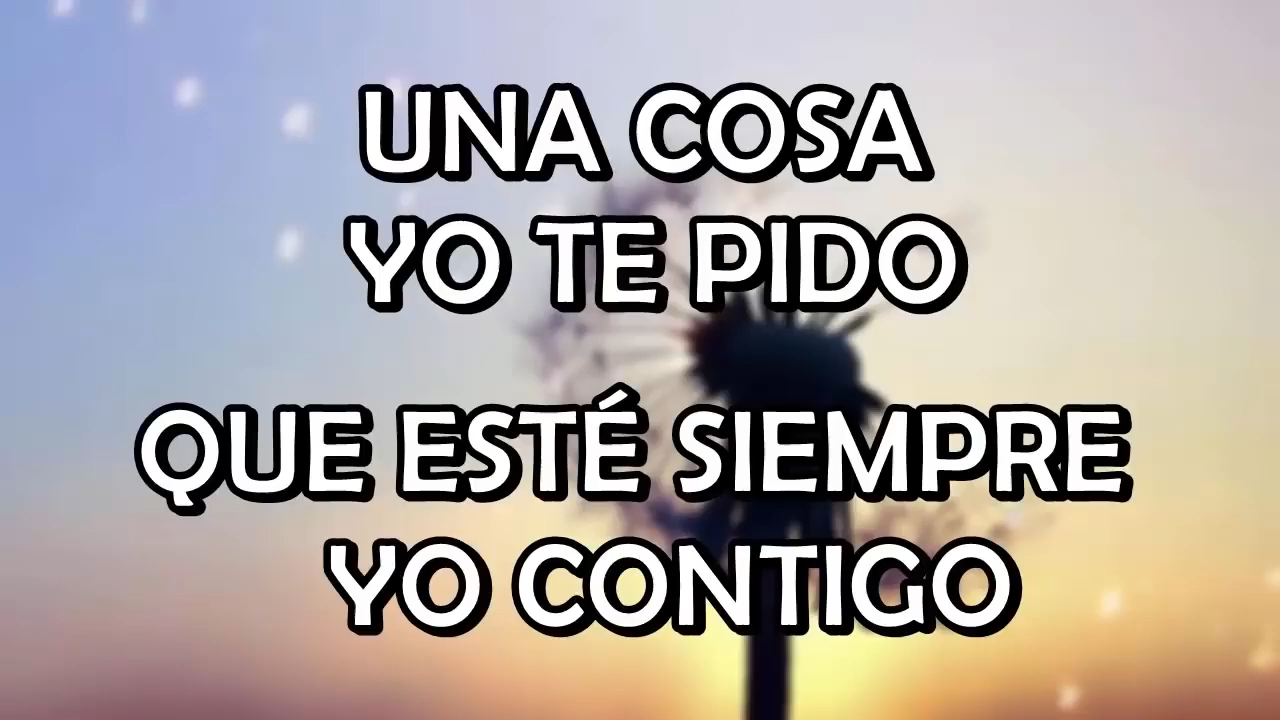 UNA COSA
YO TE PIDO
QUE ESTÉ SIEMPRE
YO CONTIGO